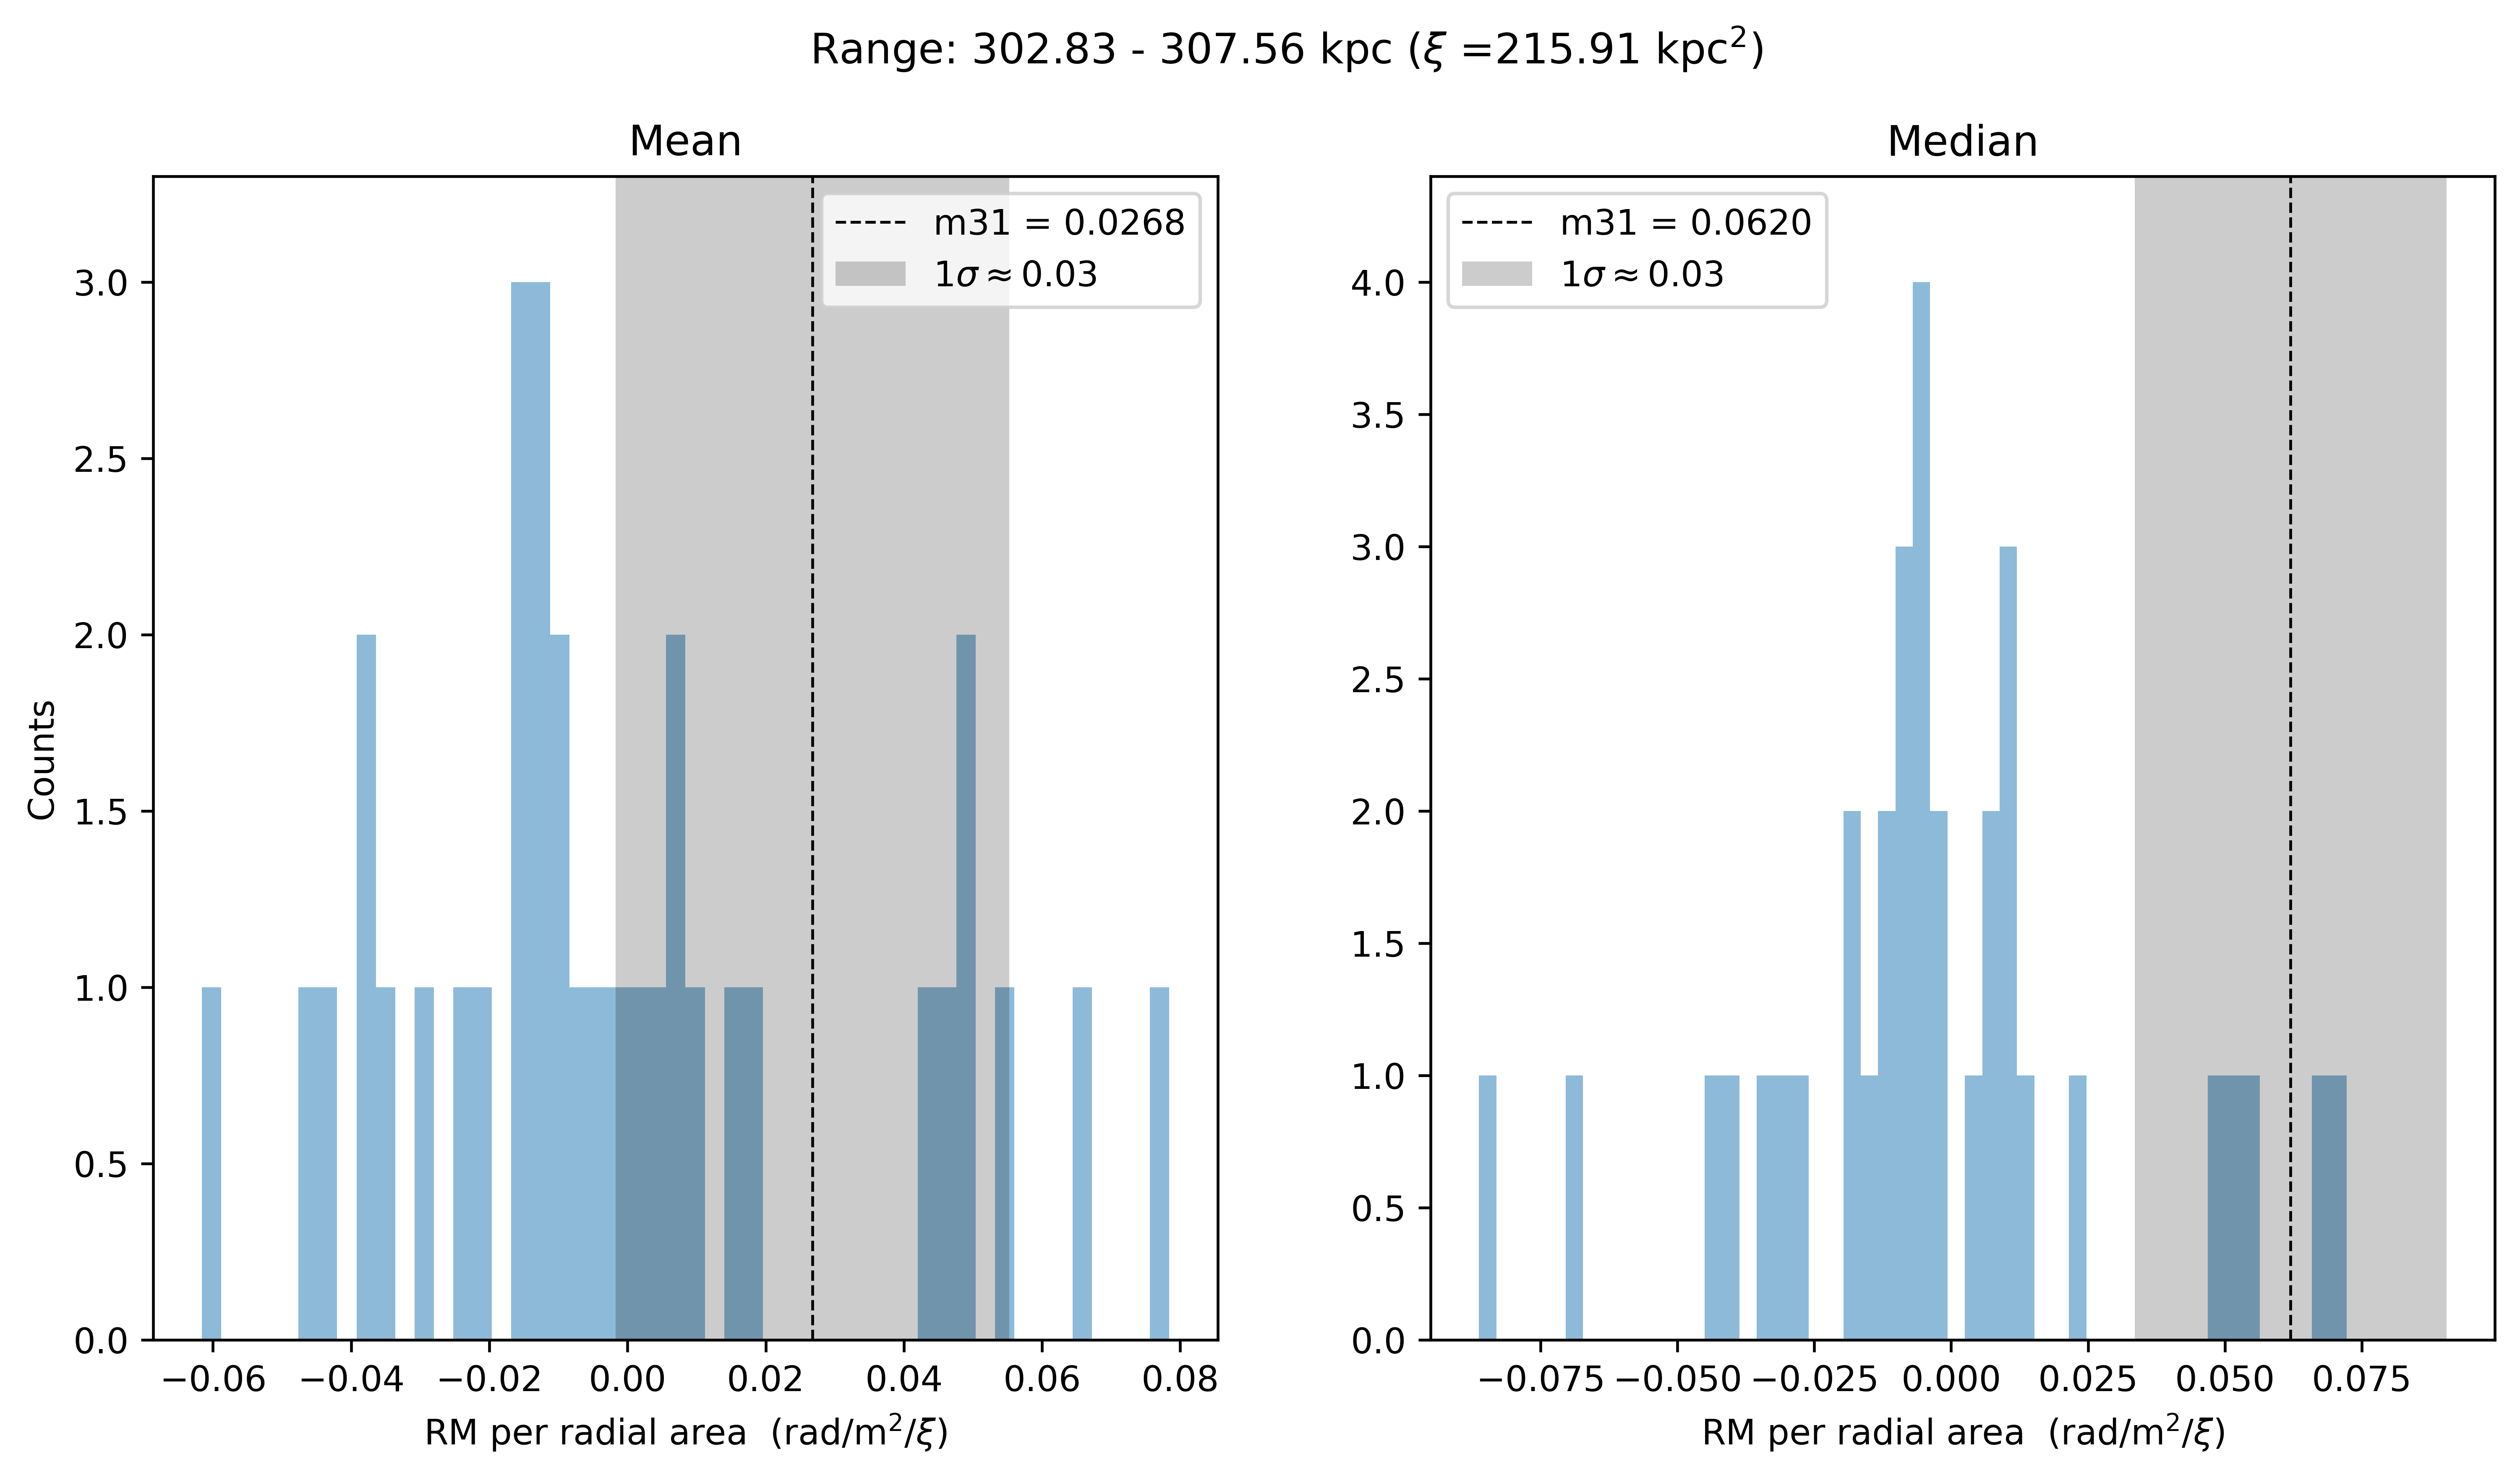 Range: 302.83 - 307.56 kpc (ξ =215.91 kpc²)
Mean
m31 = 0.0268
1σ ≈ 0.03
3.0
2.5
2.0
1.5
1.0
0.5
0.0
Counts
−0.06 −0.04 −0.02 0.00 0.02 0.04 0.06 0.08
RM per radial area (rad/m²/ξ)
Median
m31 = 0.0620
1σ ≈ 0.03
4.0
3.5
3.0
2.5
2.0
1.5
1.0
0.5
0.0
−0.075 −0.050 −0.025 0.000 0.025 0.050 0.075
RM per radial area (rad/m²/ξ)